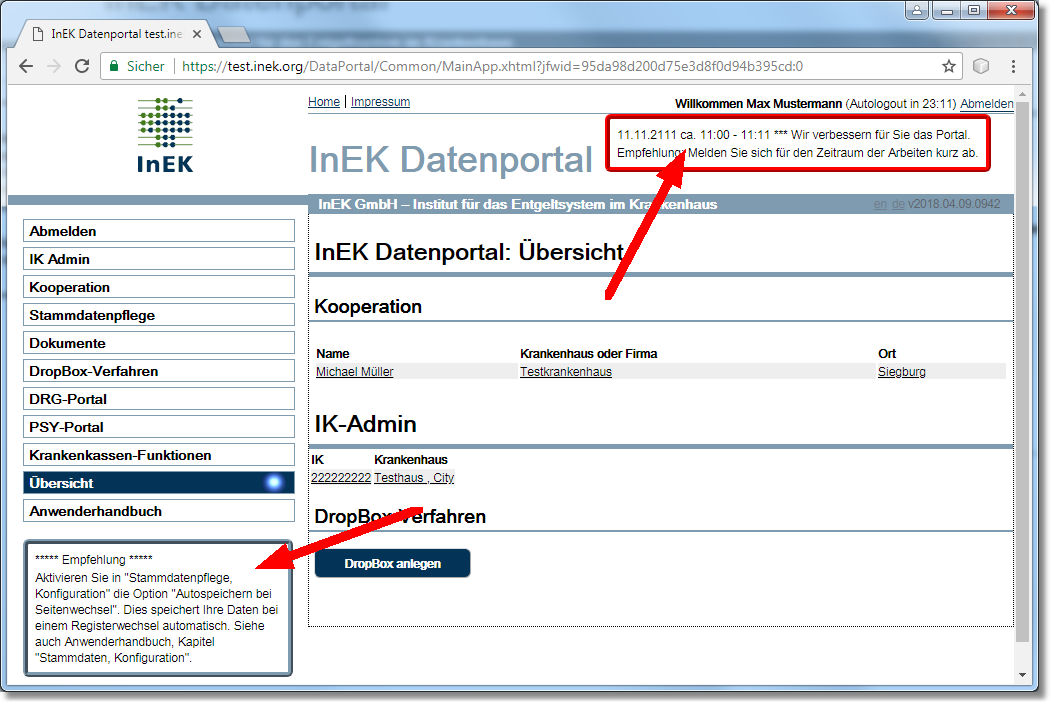 InEK Datenportal test.ine
Sicher
https://test.inek.org/DataPortal/Common/MainApp.xhtml?jfwid=95da98d200d75e3d8f0d94b395cd:0
InEK
Home | Impressum
Willkommen Max Mustermann (Autologout in 23:11) Abmelden
InEK Datenportal
11.11.2111 ca. 11:00 - 11:11 *** Wir verbessern für Sie das Portal.
Empfehlung: Melden Sie sich für den Zeitraum der Arbeiten kurz ab.
InEK GmbH – Institut für das Entgeltsystem im Krankenhaus
en de v2018.04.09.0942
Abmelden
IK Admin
Kooperation
Stammdatenpflege
Dokumente
DropBox-Verfahren
DRG-Portal
PSY-Portal
Krankenkassen-Funktionen
Übersicht
Anwenderhandbuch
***** Empfehlung *****
Aktivieren Sie in "Stammdatenpflege,
Konfiguration" die Option "Autospeichern bei
Seitenwechsel". Dies speichert Ihre Daten bei
einem Registerwechsel automatisch. Siehe
auch Anwenderhandbuch, Kapitel
"Stammdaten, Konfiguration".
InEK Datenportal: Übersicht
Kooperation
Name Krankenhaus oder Firma Ort
Michael Müller Testkrankenhaus Siegburg
IK-Admin
IK Krankenhaus
222222222 Testhaus , City
DropBox-Verfahren
DropBox anlegen